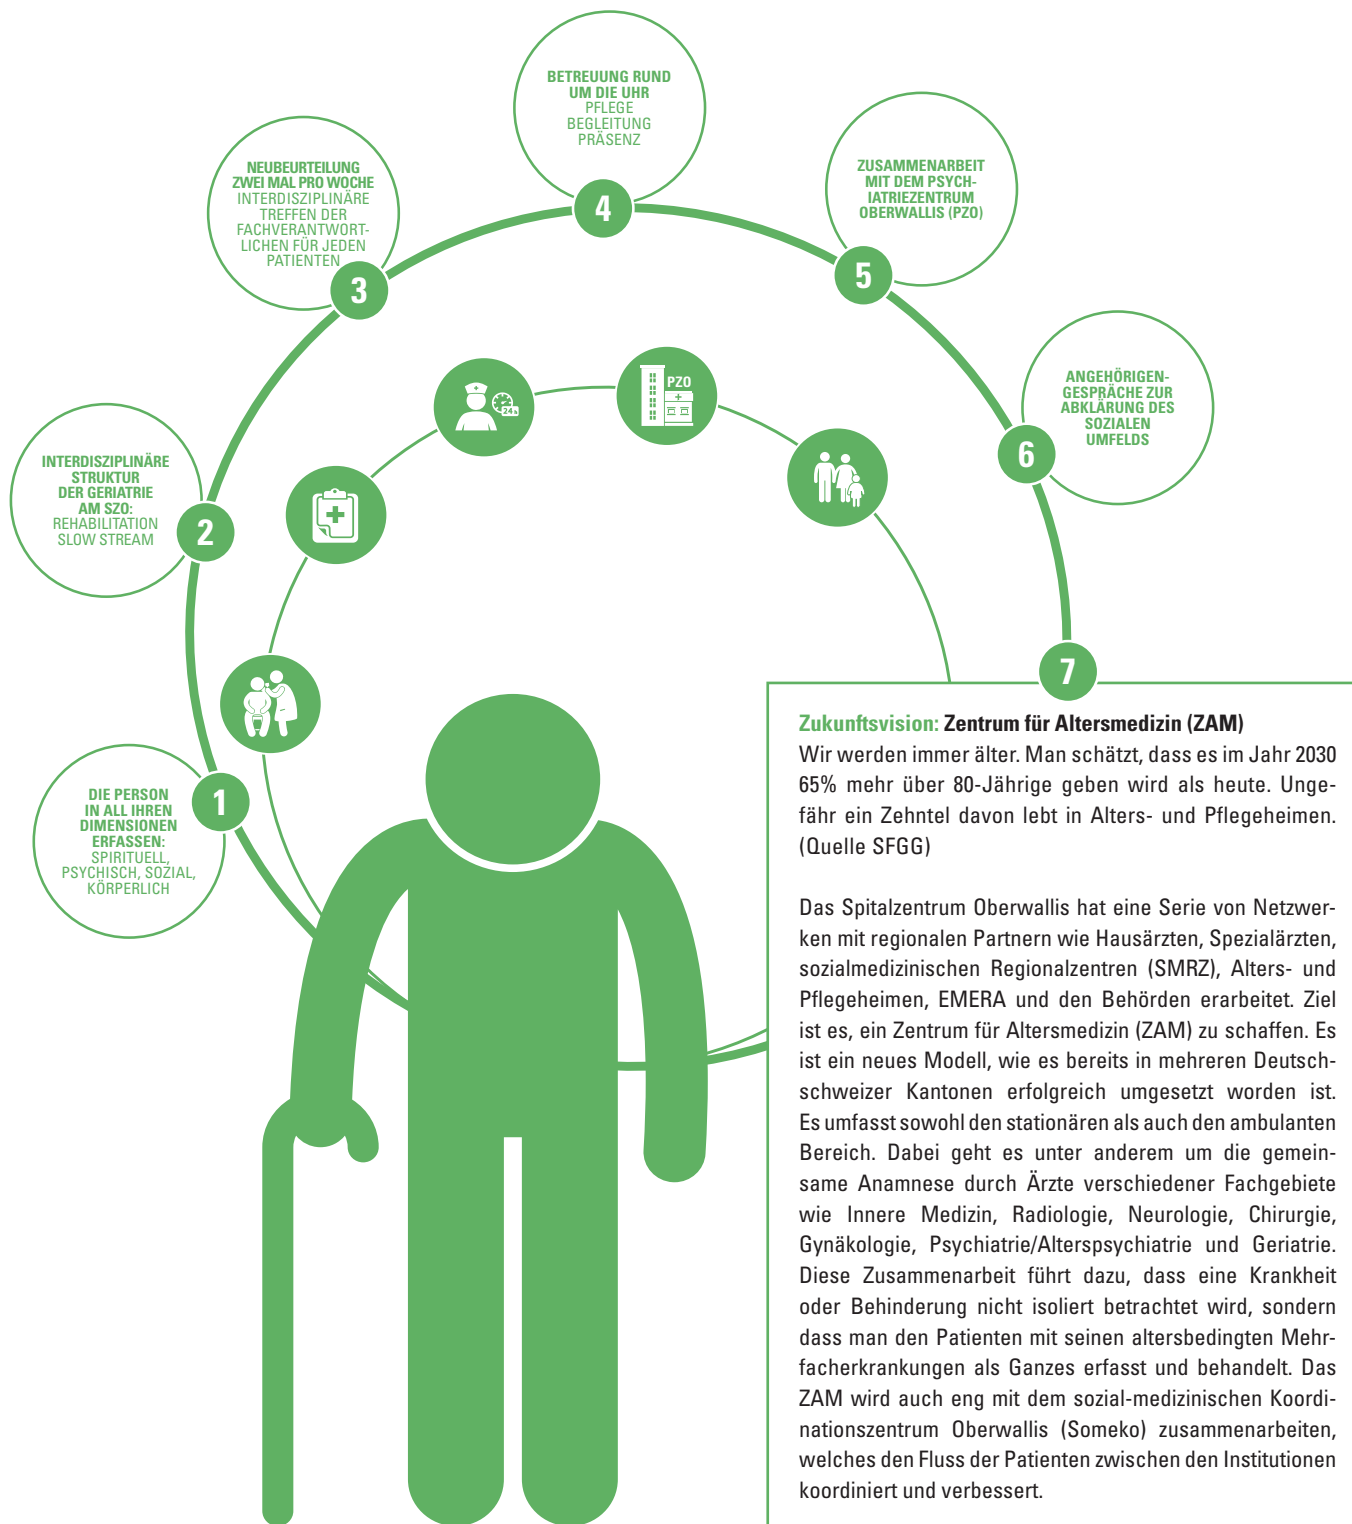 BETREUUNG RUND
UM DIE UHR
PFLEGE
BEGLEITUNG
PRÄSENZ
4
NEUBEURTEILUNG
ZWEI MAL PRO WOCHE
INTERDISZIPLINÄRE
TREFFEN DER
FACHVERANTWORT-
LICHEN FÜR JEDEN
PATIENTEN
3
ZUSAMMENARBEIT
MIT DEM PSYCH-
IATRIEZENTRUM
OBERWALLIS (PZO)
5
ANGEHÖRIGEN-
GESPRÄCHE ZUR
ABKLÄRUNG DES
SOZIALEN
UMFELDS
6
PZO
24 h
INTERDISZIPLINÄRE
STRUKTUR
DER GERIATRIE
AM SZO:
REHABILITATION
SLOW STREAM
2
DIE PERSON
IN ALL IHREN
DIMENSIONEN
ERFASSEN:
SPIRITUELL,
PSYCHISCH, SOZIAL,
KÖRPERLICH
1
7
Zukunftsvision: Zentrum für Altersmedizin (ZAM)
Wir werden immer älter. Man schätzt, dass es im Jahr 2030
65% mehr über 80-Jährige geben wird als heute. Unge-
fähr ein Zehntel davon lebt in Alters- und Pflegeheimen.
(Quelle SFGG)
Das Spitalzentrum Oberwallis hat eine Serie von Netzwer-
ken mit regionalen Partnern wie Hausärzten, Spezialärzten,
sozialmedizinischen Regionalzentren (SMRZ), Alters- und
Pflegeheimen, EMERA und den Behörden erarbeitet. Ziel
ist es, ein Zentrum für Altersmedizin (ZAM) zu schaffen. Es
ist ein neues Modell, wie es bereits in mehreren Deutsch-
schweizer Kantonen erfolgreich umgesetzt worden ist.
Es umfasst sowohl den stationären als auch den ambulanten
Bereich. Dabei geht es unter anderem um die gemein-
same Anamnese durch Ärzte verschiedener Fachgebiete
wie Innere Medizin, Radiologie, Neurologie, Chirurgie,
Gynäkologie, Psychiatrie/Alterspsychiatrie und Geriatrie.
Diese Zusammenarbeit führt dazu, dass eine Krankheit
oder Behinderung nicht isoliert betrachtet wird, sondern
dass man den Patienten mit seinen altersbedingten Mehr-
facherkrankungen als Ganzes erfasst und behandelt. Das
ZAM wird auch eng mit dem sozial-medizinischen Koordi-
nationszentrum Oberwallis (Someko) zusammenarbeiten,
welches den Fluss der Patienten zwischen den Institutionen
koordiniert und verbessert.